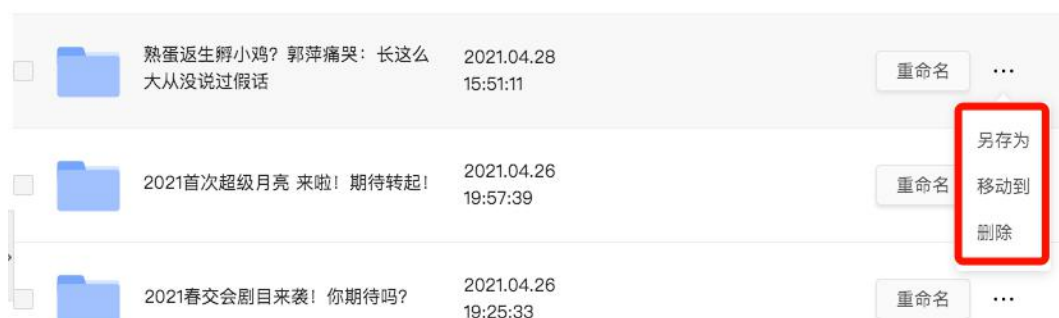 熟蛋返生孵小鸡？郭萍痛哭：长这么
大从没说过假话
2021.04.28
15:51:11
重命名
...
另存为
移动到
删除
2021首次超级月亮 来啦！期待转起！
2021.04.26
19:57:39
重命名
2021春交会剧目来袭！你期待吗？
2021.04.26
19:25:33
重命名
...